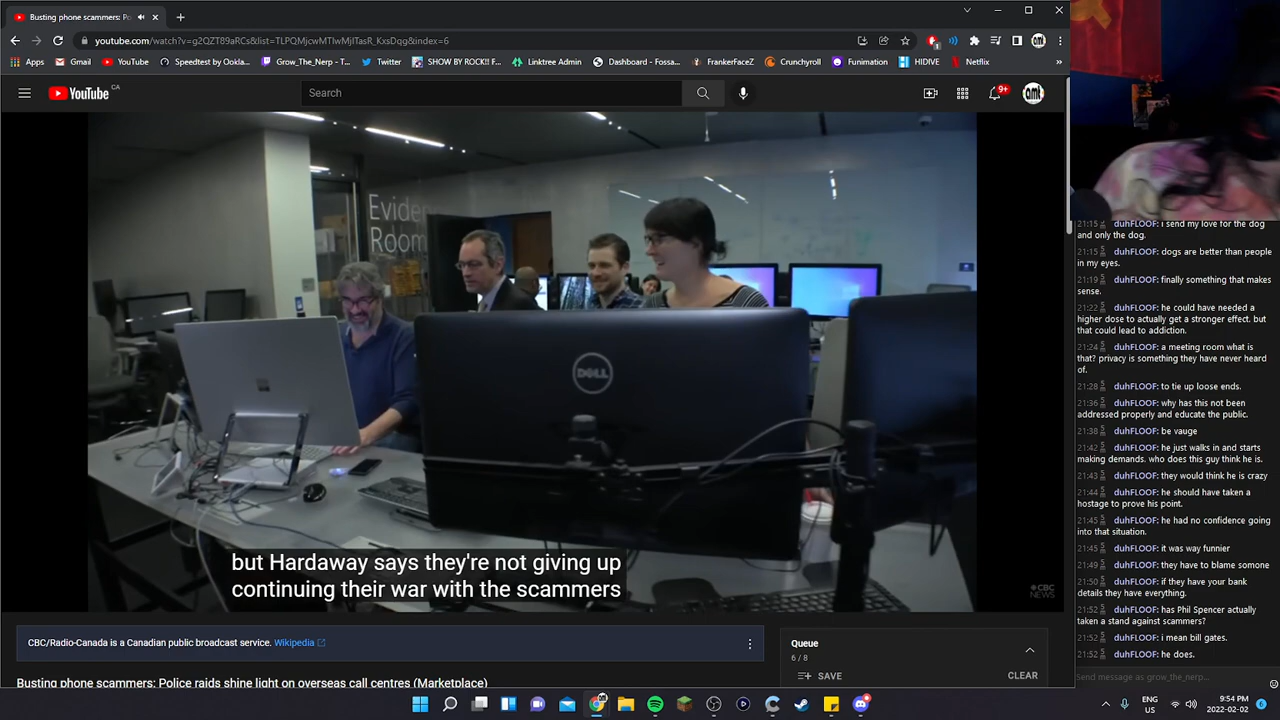 Busting phone scammers: Po
youtube.com/watch?v=g2QZT89aRCs&list=TLPQMjcwMTIwMjITasR_KxsDqg&index=6
Apps
Gmail
YouTube
Speedtest by Ookla...
Grow_The_Nerp - T...
Twitter
SHOW BY ROCK!! F...
Linktree Admin
Dashboard - Fossa...
FrankerFaceZ
Crunchyroll
Funimation
HIDIVE
Netflix
»
YouTube CA
Search
9+
amt
Evidence
Room
DELL
but Hardaway says they're not giving up
continuing their war with the scammers
CBC
NEWS
CBC/Radio-Canada is a Canadian public broadcast service. Wikipedia
Queue
6 / 8
SAVE
CLEAR
Busting phone scammers: Police raids shine light on overseas call centres (Marketplace)
21:15 duhFLOOF: i send my love for the dog
and only the dog.
21:15 duhFLOOF: dogs are better than people
in my eyes.
21:19 duhFLOOF: finally something that makes
sense.
21:22 duhFLOOF: he could have needed a
higher dose to actually get a stronger effect. but
that could lead to addiction.
21:24 duhFLOOF: a meeting room what is
that? privacy is something they have never heard
of.
21:28 duhFLOOF: to tie up loose ends.
21:36 duhFLOOF: why has this not been
addressed properly and educate the public.
21:38 duhFLOOF: be vauge
21:42 duhFLOOF: he just walks in and starts
making demands. who does this guy think he is.
21:43 duhFLOOF: they would think he is crazy
21:44 duhFLOOF: he should have taken a
hostage to prove his point.
21:45 duhFLOOF: he had no confidence going
into that situation.
21:45 duhFLOOF: it was way funnier
21:49 duhFLOOF: they have to blame somone
21:50 duhFLOOF: if they have your bank
details they have everything.
21:52 duhFLOOF: has Phil Spencer actually
taken a stand against scammers?
21:52 duhFLOOF: i mean bill gates.
21:52 duhFLOOF: he does.
Send message as grow_the_nerp...
ENG
US
9:54 PM
2022-02-02
6